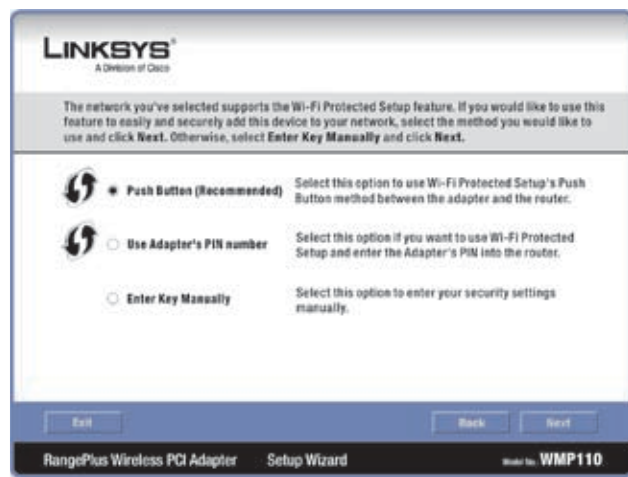 LINKSYS®
A Division of Cisco
The network you've selected supports the Wi-Fi Protected Setup feature. If you would like to use this
feature to easily and securely add this device to your network, select the method you would like to
use and click Next. Otherwise, select Enter Key Manually and click Next.
Push Button (Recommended)
Select this option to use Wi-Fi Protected Setup's Push
Button method between the adapter and the router.
Use Adapter's PIN number
Select this option if you want to use Wi-Fi Protected
Setup and enter the Adapter's PIN into the router.
Enter Key Manually
Select this option to enter your security settings
manually.
Exit
Back
Next
RangePlus Wireless PCI Adapter Setup Wizard
Model No. WMP110